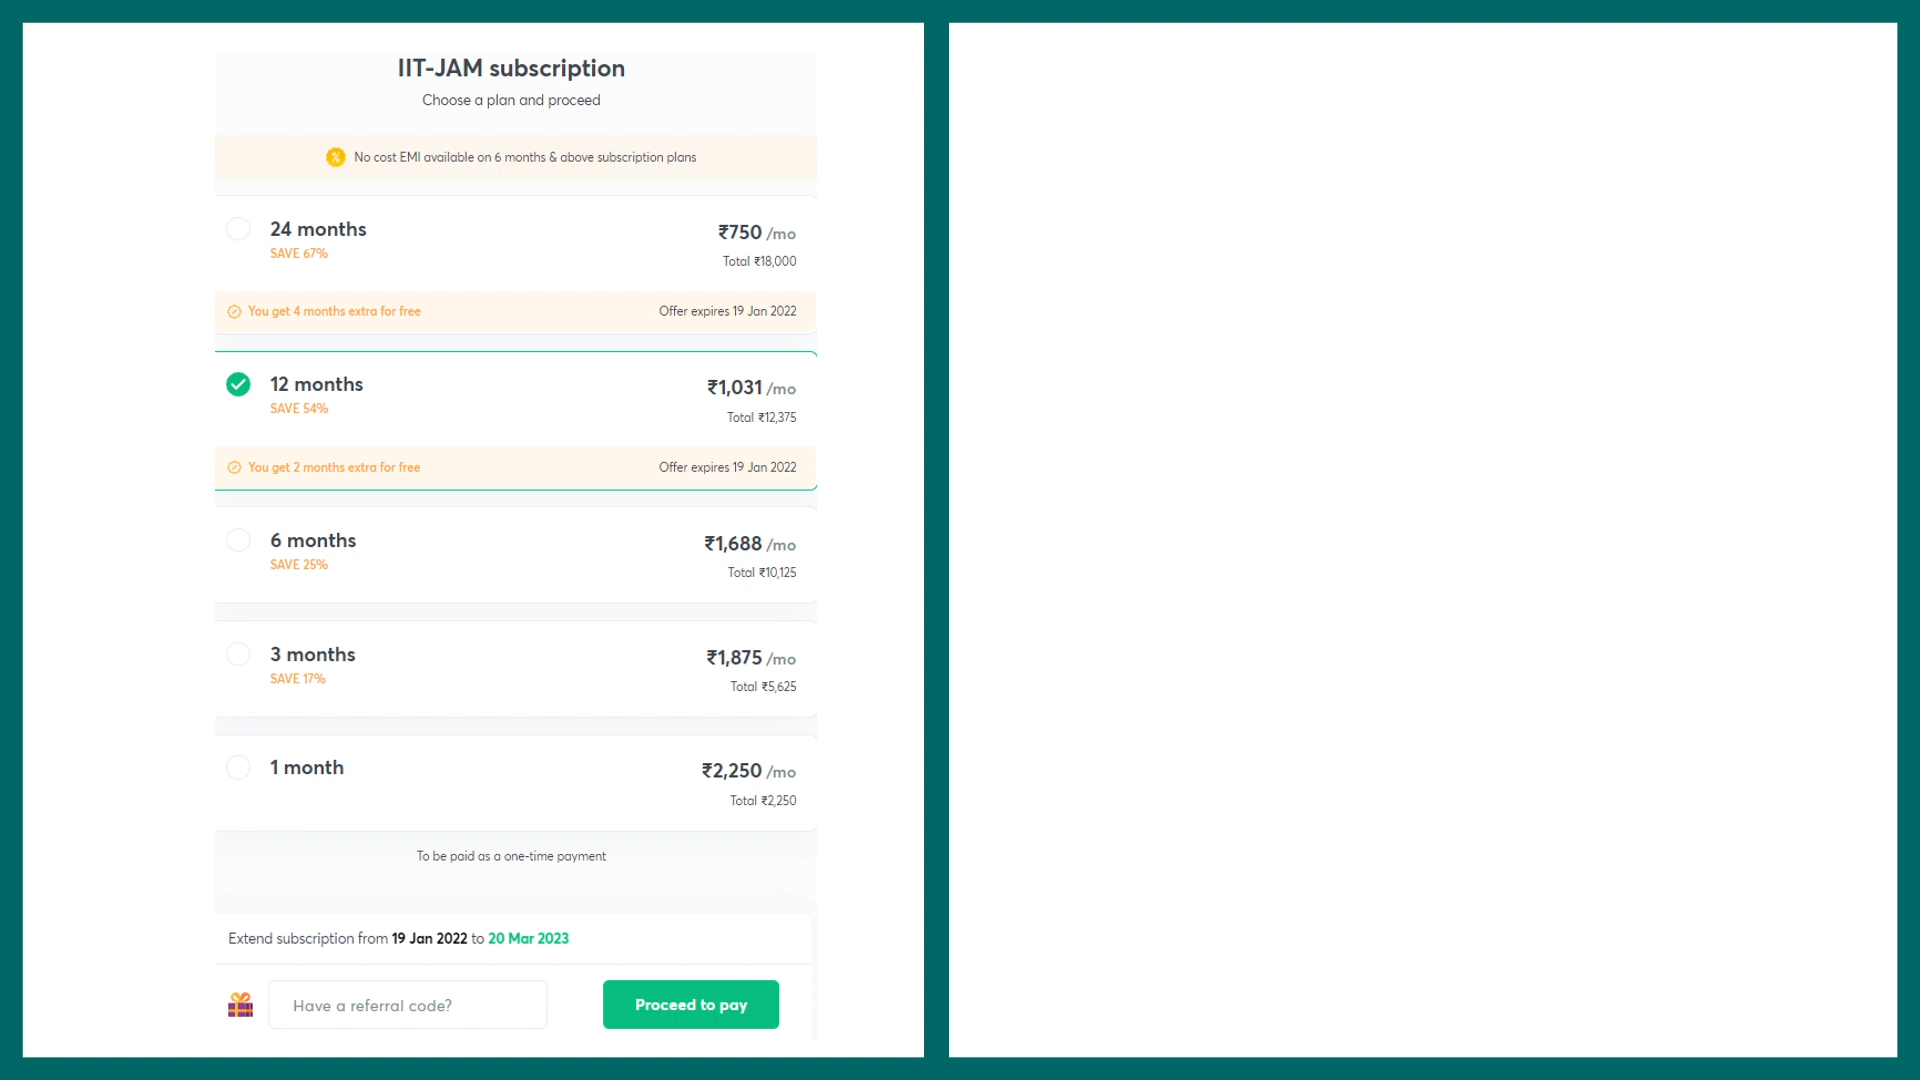 IIT-JAM subscription
Choose a plan and proceed
No cost EMI available on 6 months & above subscription plans
24 months
₹750 /mo
SAVE 67%
Total ₹18,000
You get 4 months extra for free
Offer expires 19 Jan 2022
12 months
₹1,031 /mo
SAVE 54%
Total ₹12,375
You get 2 months extra for free
Offer expires 19 Jan 2022
6 months
₹1,688 /mo
SAVE 25%
Total ₹10,125
3 months
₹1,875 /mo
SAVE 17%
Total ₹5,625
1 month
₹2,250 /mo
Total ₹2,250
To be paid as a one-time payment
Extend subscription from 19 Jan 2022 to 20 Mar 2023
Have a referral code?
Proceed to pay